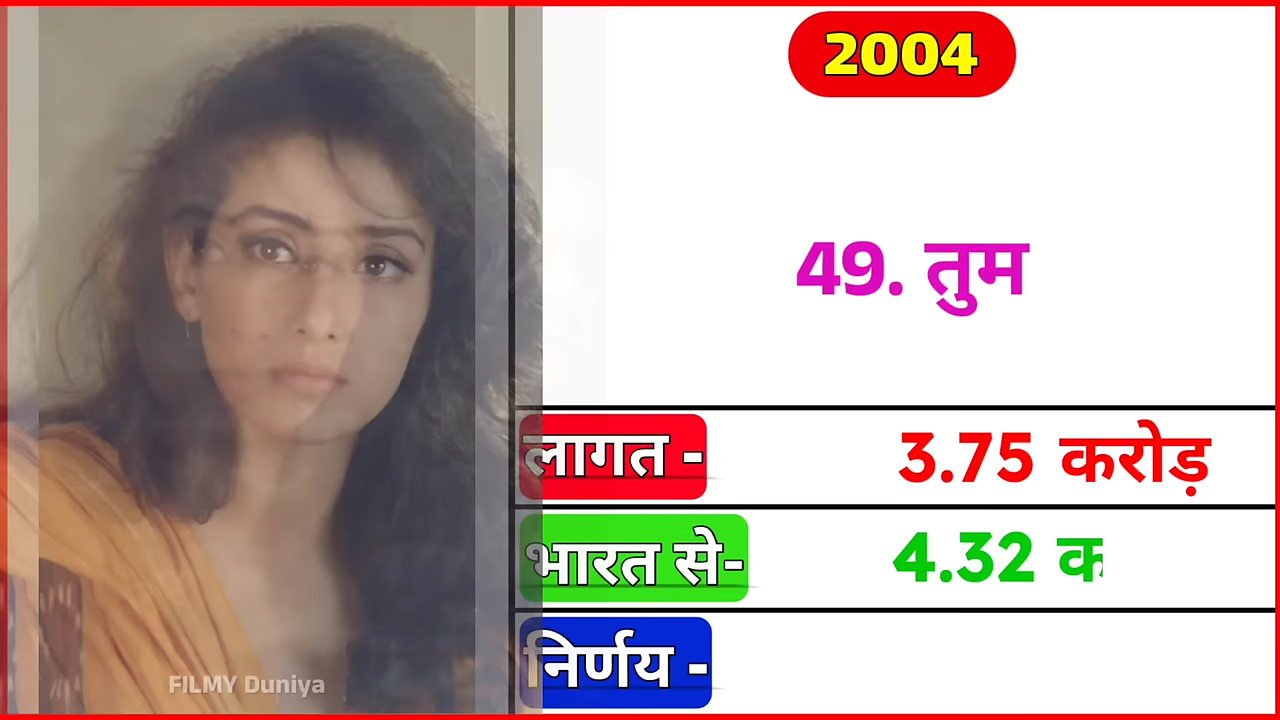 2004
49. तुम
लागत - 3.75 करोड़
भारत से- 4.32 क
निर्णय -
FILMY Duniya